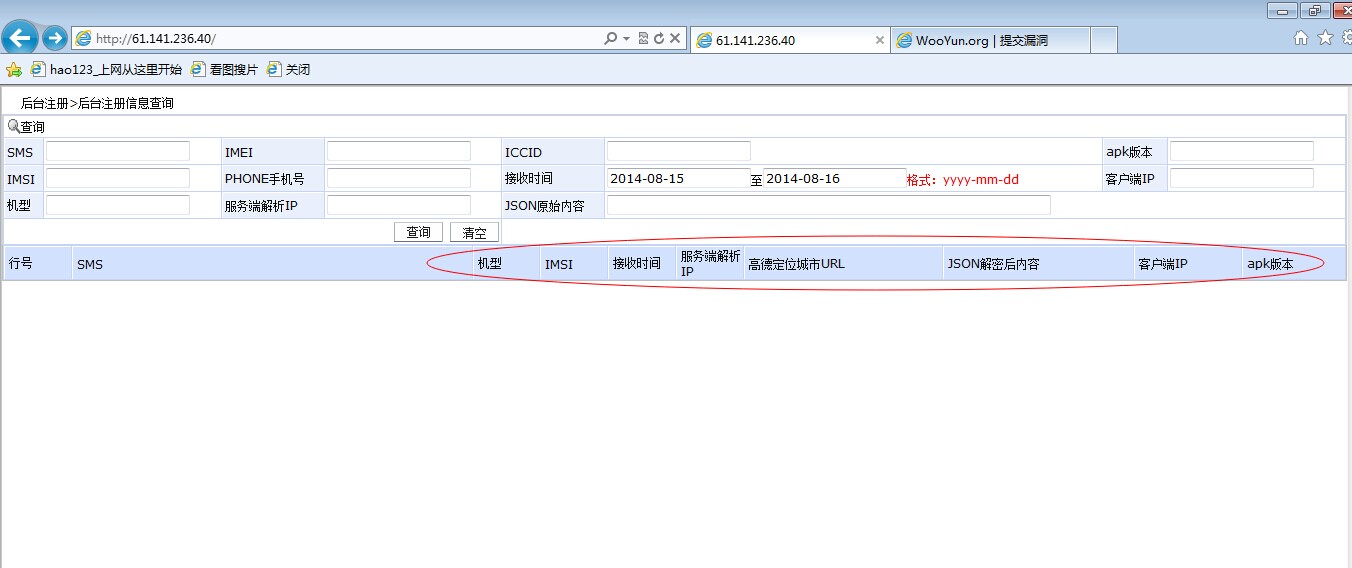 http://61.141.236.40/
61.141.236.40
WooYun.org | 提交漏洞
hao123_上网从这里开始 看图搜片 关闭
后台注册>后台注册信息查询
查询
SMS IMEI ICCID apk版本
IMSI PHONE手机号 接收时间 2014-08-15 至 2014-08-16 格式：yyyy-mm-dd 客户端IP
机型 服务端解析IP JSON原始内容
查询 清空
行号 SMS 机型 IMSI 接收时间 服务端解析IP 高德定位城市URL JSON解密后内容 客户端IP apk版本